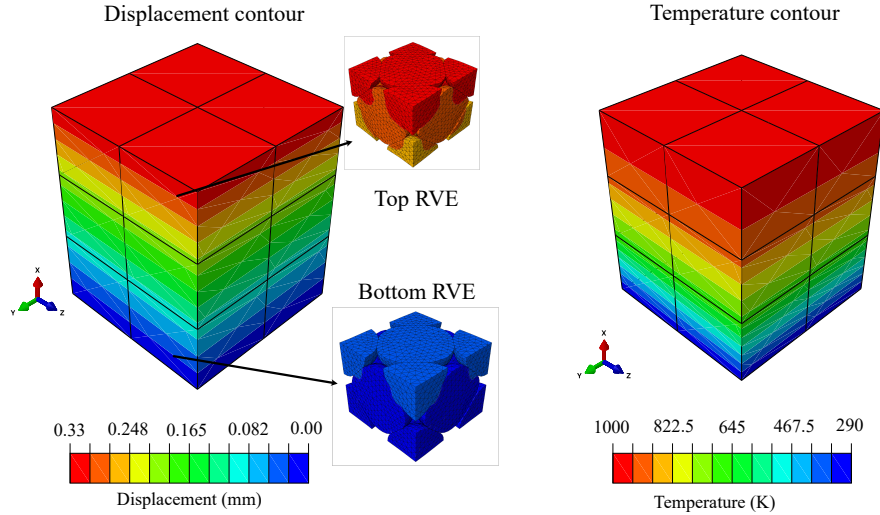 Displacement contour
Temperature contour
Top RVE
Bottom RVE
X
Y
Z
X
Y
Z
0.33 0.248 0.165 0.082 0.00
Displacement (mm)
1000 822.5 645 467.5 290
Temperature (K)